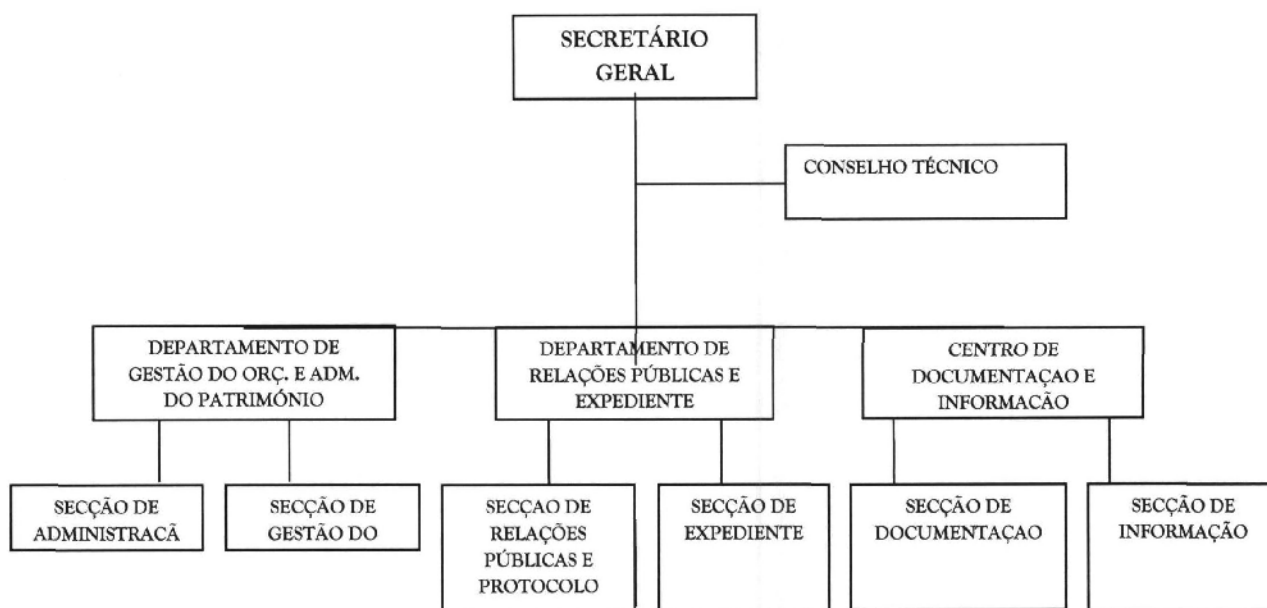 SECRETÁRIO
GERAL
CONSELHO TÉCNICO
DEPARTAMENTO DE
GESTÃO DO ORÇ. E ADM.
DO PATRIMÓNIO
DEPARTAMENTO DE
RELAÇÕES PÚBLICAS E
EXPEDIENTE
CENTRO DE
DOCUMENTAÇAO E
INFORMACÃO
SECÇÃO DE
ADMINISTRACÃ
SECÇÃO DE
GESTÃO DO
SECÇAO DE
RELAÇÕES
PÚBLICAS E
PROTOCOLO
SECÇÃO DE
EXPEDIENTE
SECÇÃO DE
DOCUMENTAÇAO
SECÇÃO DE
INFORMAÇÃO